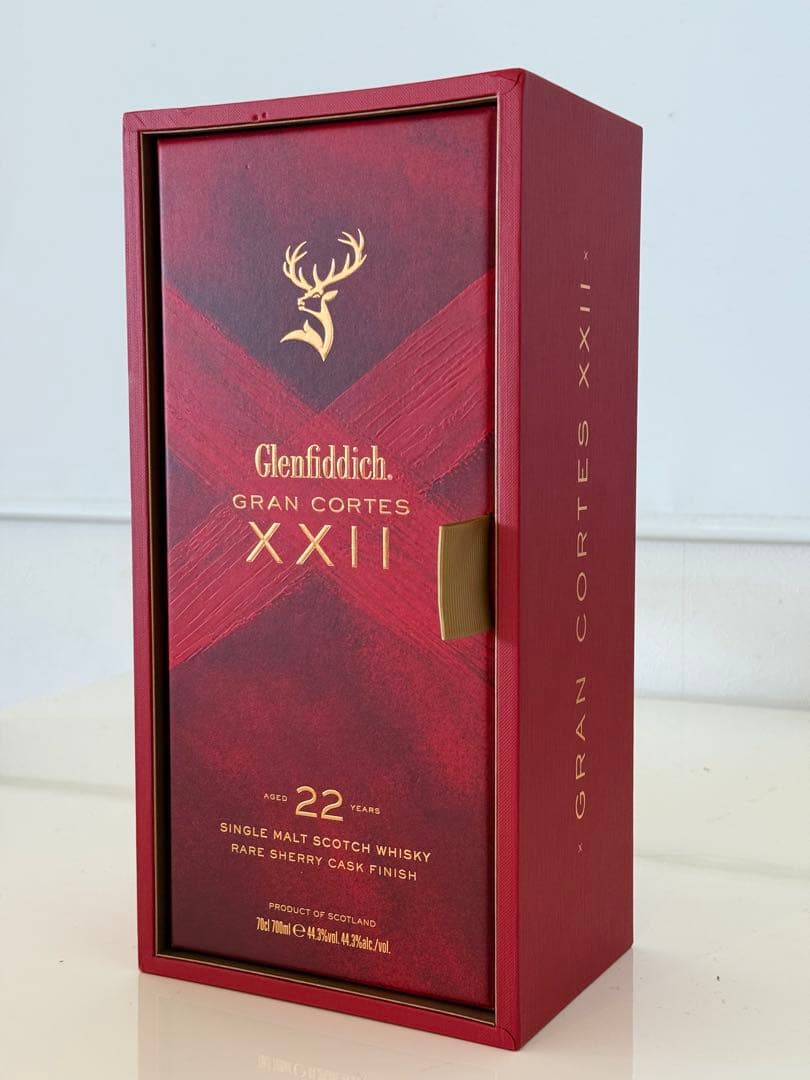 Glenfiddich.
GRAN CORTES
XXII
AGED 22 YEARS
SINGLE MALT SCOTCH WHISKY
RARE SHERRY CASK FINISH
PRODUCT OF SCOTLAND
70cl 700ml ℮ 44.3%vol. 44.3%alc./vol.
× GRAN CORTES XXII ×